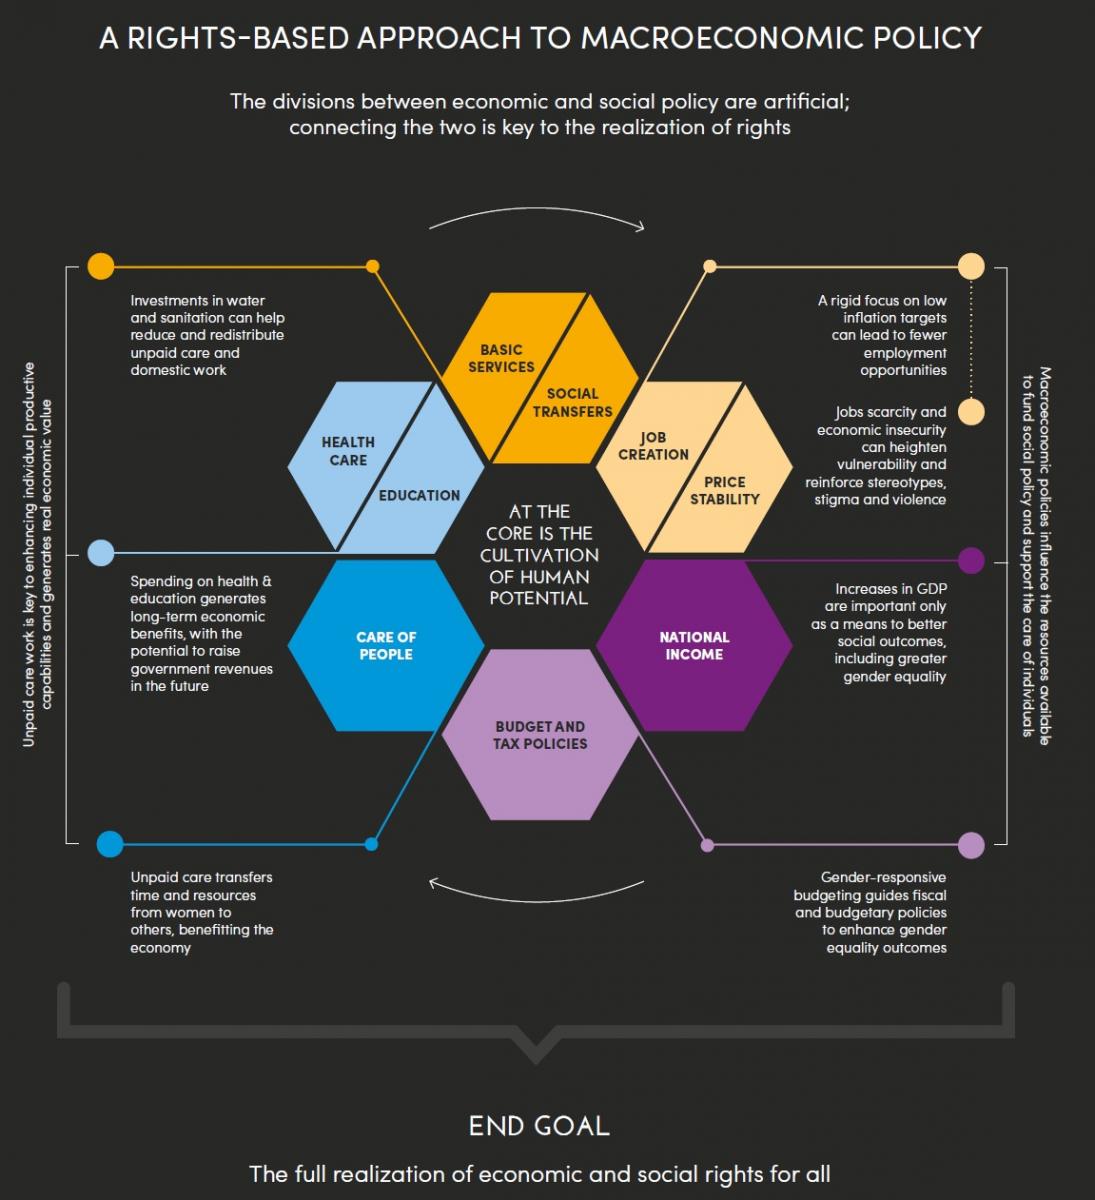 A RIGHTS-BASED APPROACH TO MACROECONOMIC POLICY
The divisions between economic and social policy are artificial;
connecting the two is key to the realization of rights
Unpaid care work is key to enhancing individual productive
capabilities and generates real economic value
Investments in water
and sanitation can help
reduce and redistribute
unpaid care and
domestic work
Spending on health &
education generates
long-term economic
benefits, with the
potential to raise
government revenues
in the future
Unpaid care transfers
time and resources
from women to
others, benefitting the
economy
BASIC
SERVICES
SOCIAL
TRANSFERS
HEALTH
CARE
EDUCATION
JOB
CREATION
PRICE
STABILITY
AT THE
CORE IS THE
CULTIVATION
OF HUMAN
POTENTIAL
CARE OF
PEOPLE
NATIONAL
INCOME
BUDGET AND
TAX POLICIES
A rigid focus on low
inflation targets
can lead to fewer
employment
opportunities
Jobs scarcity and
economic insecurity
can heighten
vulnerability and
reinforce stereotypes,
stigma and violence
Increases in GDP
are important only
as a means to better
social outcomes,
including greater
gender equality
Gender-responsive
budgeting guides fiscal
and budgetary policies
to enhance gender
equality outcomes
Macroeconomic policies influence the resources available
to fund social policy and support the care of individuals
END GOAL
The full realization of economic and social rights for all